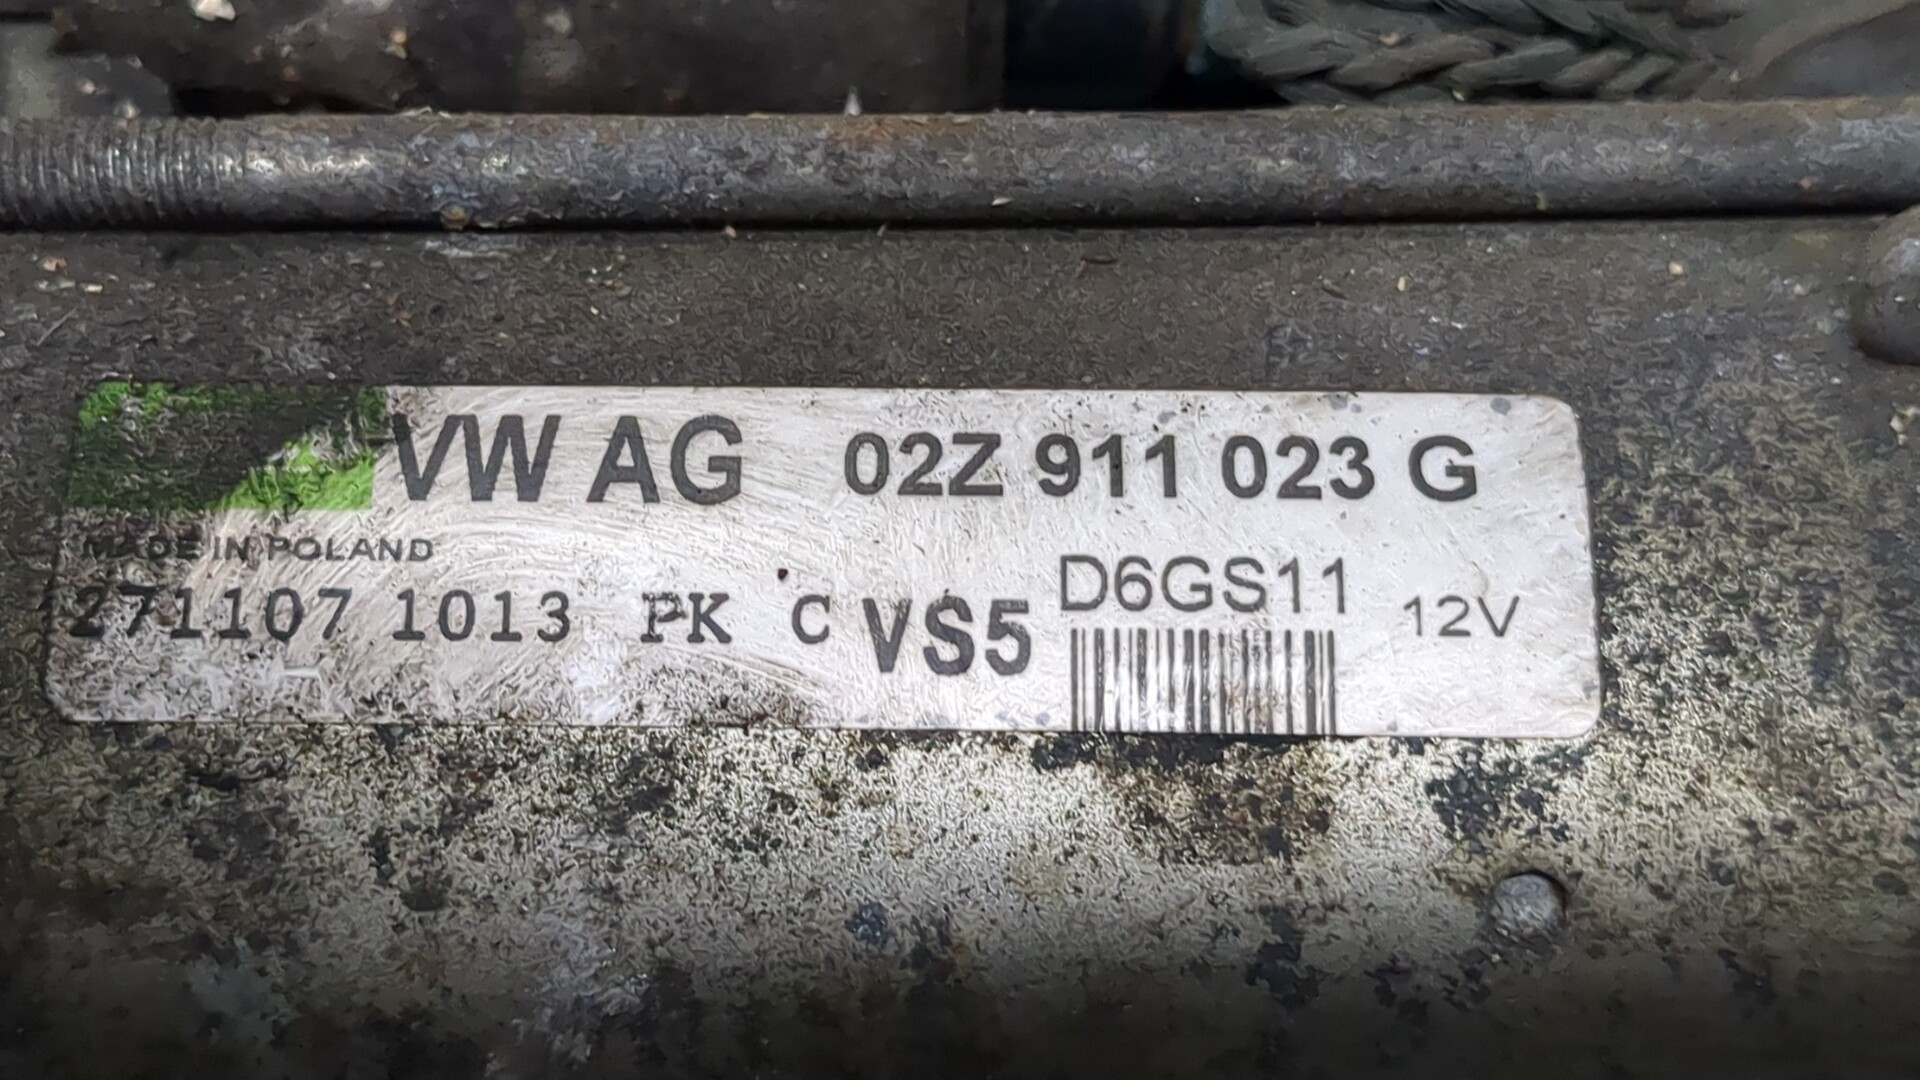 VW AG 02Z 911 023 G
MADE IN POLAND
271107 1013 PK C VS5 D6GS11 12V